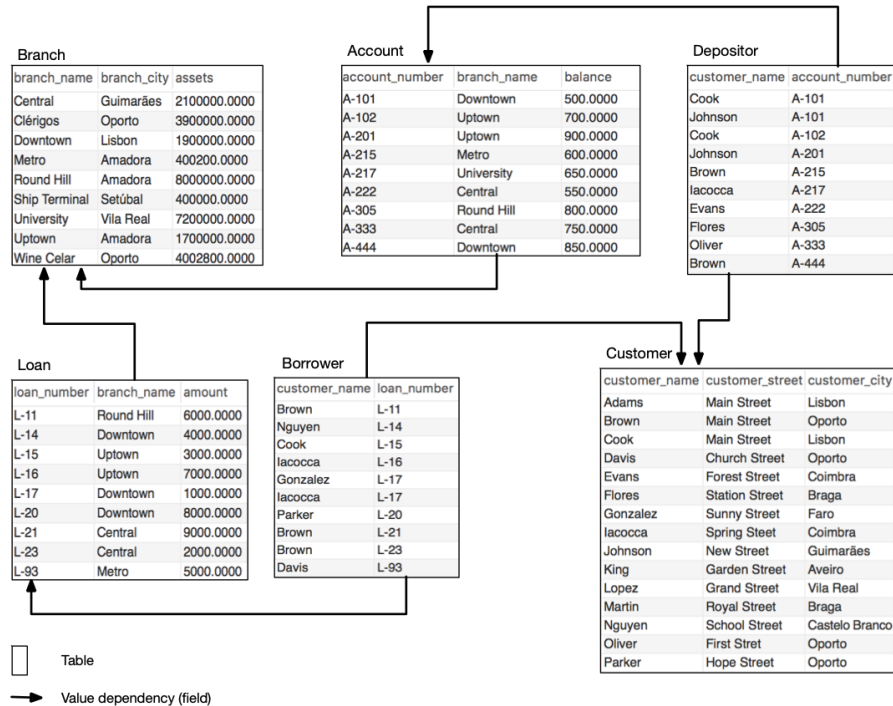 Branch
branch_name branch_city assets
Central Guimarães 2100000.0000
Clérigos Oporto 3900000.0000
Downtown Lisbon 1900000.0000
Metro Amadora 400200.0000
Round Hill Amadora 8000000.0000
Ship Terminal Setúbal 400000.0000
University Vila Real 7200000.0000
Uptown Amadora 1700000.0000
Wine Celar Oporto 4002800.0000
Account
account_number branch_name balance
A-101 Downtown 500.0000
A-102 Uptown 700.0000
A-201 Uptown 900.0000
A-215 Metro 600.0000
A-217 University 650.0000
A-222 Central 550.0000
A-305 Round Hill 800.0000
A-333 Central 750.0000
A-444 Downtown 850.0000
Depositor
customer_name account_number
Cook A-101
Johnson A-101
Cook A-102
Johnson A-201
Brown A-215
Iacocca A-217
Evans A-222
Flores A-305
Oliver A-333
Brown A-444
Loan
loan_number branch_name amount
L-11 Round Hill 6000.0000
L-14 Downtown 4000.0000
L-15 Uptown 3000.0000
L-16 Uptown 7000.0000
L-17 Downtown 1000.0000
L-20 Downtown 8000.0000
L-21 Central 9000.0000
L-23 Central 2000.0000
L-93 Metro 5000.0000
Borrower
customer_name loan_number
Brown L-11
Nguyen L-14
Cook L-15
Iacocca L-16
Gonzalez L-17
Iacocca L-17
Parker L-20
Brown L-21
Brown L-23
Davis L-93
Customer
customer_name customer_street customer_city
Adams Main Street Lisbon
Brown Main Street Oporto
Cook Main Street Lisbon
Davis Church Street Oporto
Evans Forest Street Coimbra
Flores Station Street Braga
Gonzalez Sunny Street Faro
Iacocca Spring Steet Coimbra
Johnson New Street Guimarães
King Garden Street Aveiro
Lopez Grand Street Vila Real
Martin Royal Street Braga
Nguyen School Street Castelo Branco
Oliver First Stret Oporto
Parker Hope Street Oporto
Table
Value dependency (field)